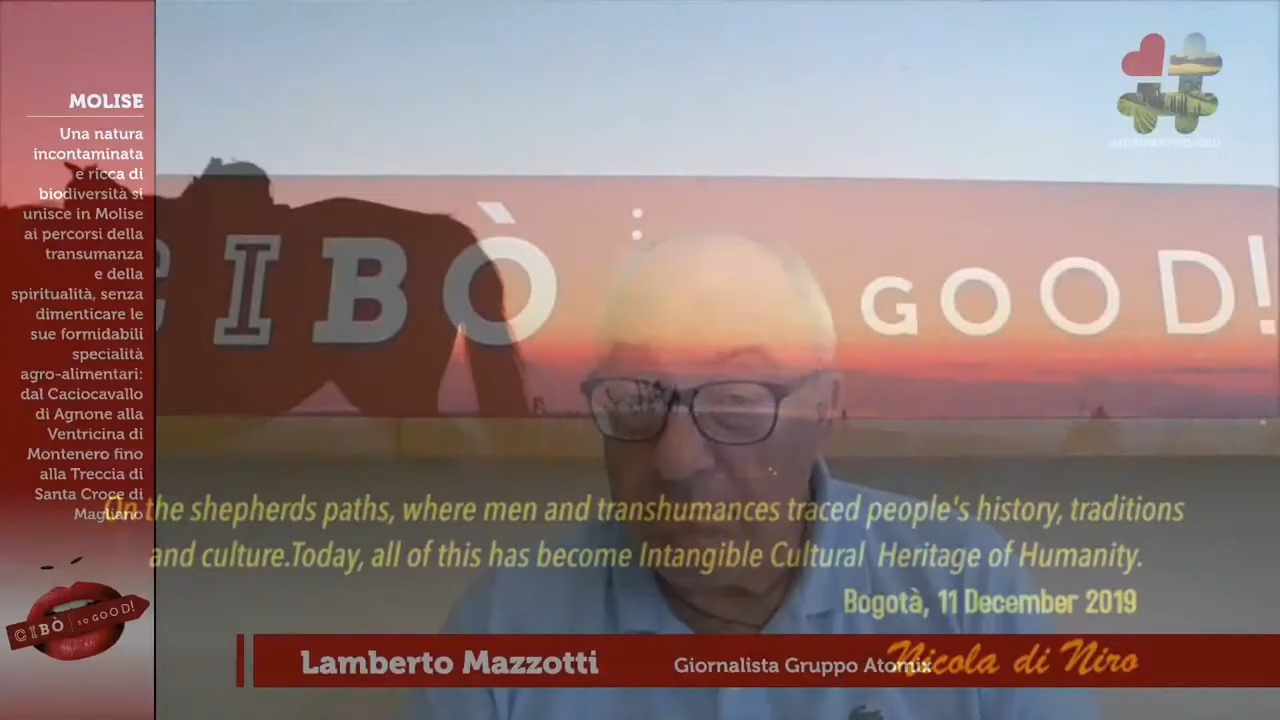 MOLISE
Una natura
incontaminata
e ricca di
biodiversità si
unisce in Molise
ai percorsi della
transumanza
e della
spiritualità, senza
dimenticare le
sue formidabili
specialità
agro-alimentari:
dal Caciocavallo
di Agnone alla
Ventricina di
Montenero fino
alla Treccia di
Santa Croce di
Magliano
CIBÒ
GOOD!
On the shepherds paths, where men and transhumances traced people's history, traditions
and culture.Today, all of this has become Intangible Cultural Heritage of Humanity.
Bogotà, 11 December 2019
CIBÒ SO GOOD!
Lamberto Mazzotti Giornalista Gruppo Atomix
Nicola di Niro